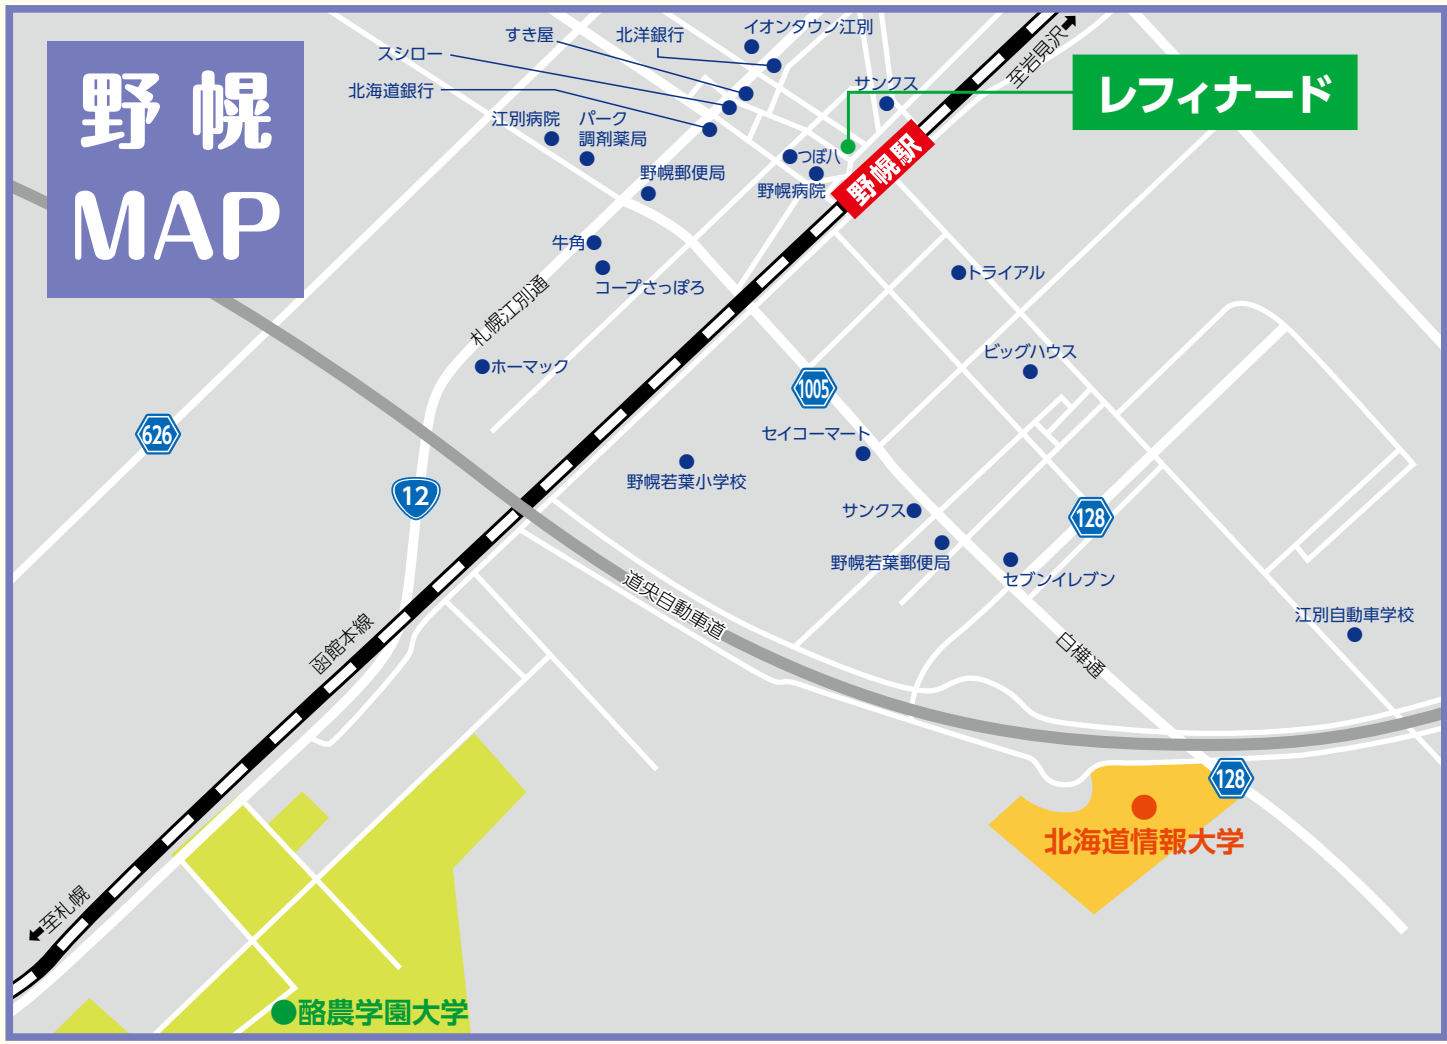 野幌
MAP
イオンタウン江別
すき屋
北洋銀行
スシロー
北海道銀行
サンクス
至岩見沢
レフィナード
江別病院
パーク
調剤薬局
つぼ八
野幌駅
野幌郵便局
野幌病院
牛角
コープさっぽろ
トライアル
札幌江別通
ホーマック
ビッグハウス
1005
626
セイコーマート
12
野幌若葉小学校
サンクス
128
野幌若葉郵便局
セブンイレブン
道央自動車道
函館本線
江別自動車学校
白樺通
128
北海道情報大学
至札幌
酪農学園大学